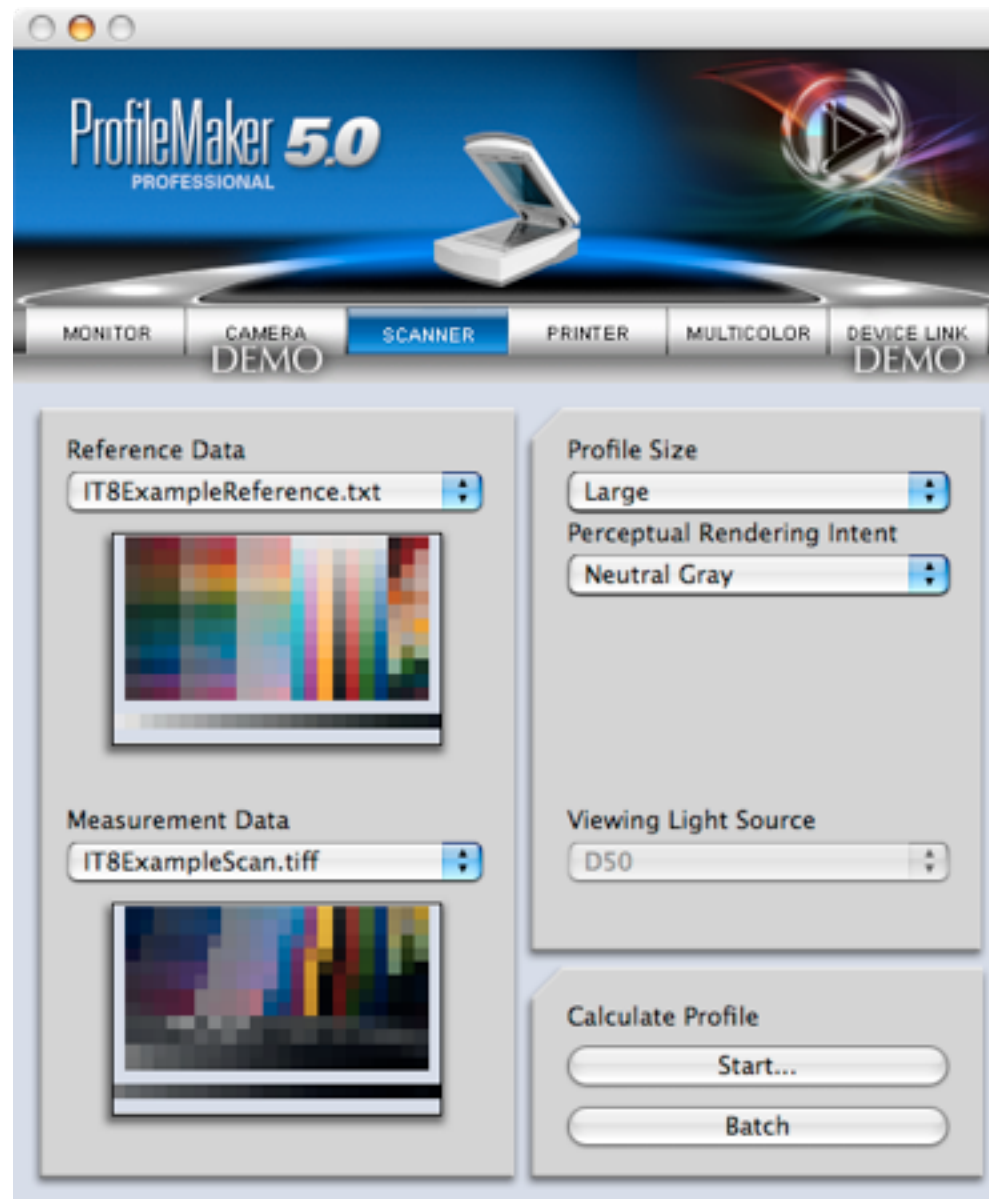 ProfileMaker 5.0
PROFESSIONAL
MONITOR
CAMERA
DEMO
SCANNER
PRINTER
MULTICOLOR
DEVICE LINK
DEMO
Reference Data
IT8ExampleReference.txt
Measurement Data
IT8ExampleScan.tiff
Profile Size
Large
Perceptual Rendering Intent
Neutral Gray
Viewing Light Source
D50
Calculate Profile
Start...
Batch